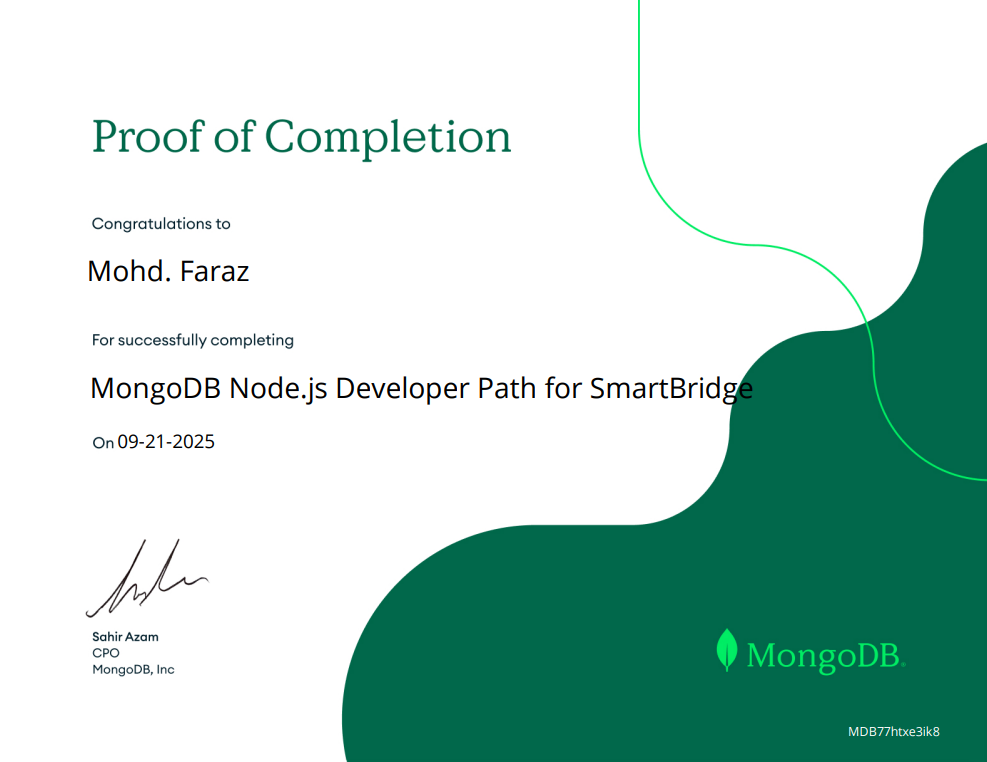 Proof of Completion
Congratulations to
Mohd. Faraz
For successfully completing
MongoDB Node.js Developer Path for SmartBridge
On 09-21-2025
Sahir Azam
CPO
MongoDB, Inc
MongoDB.
MDB77htxe3ik8